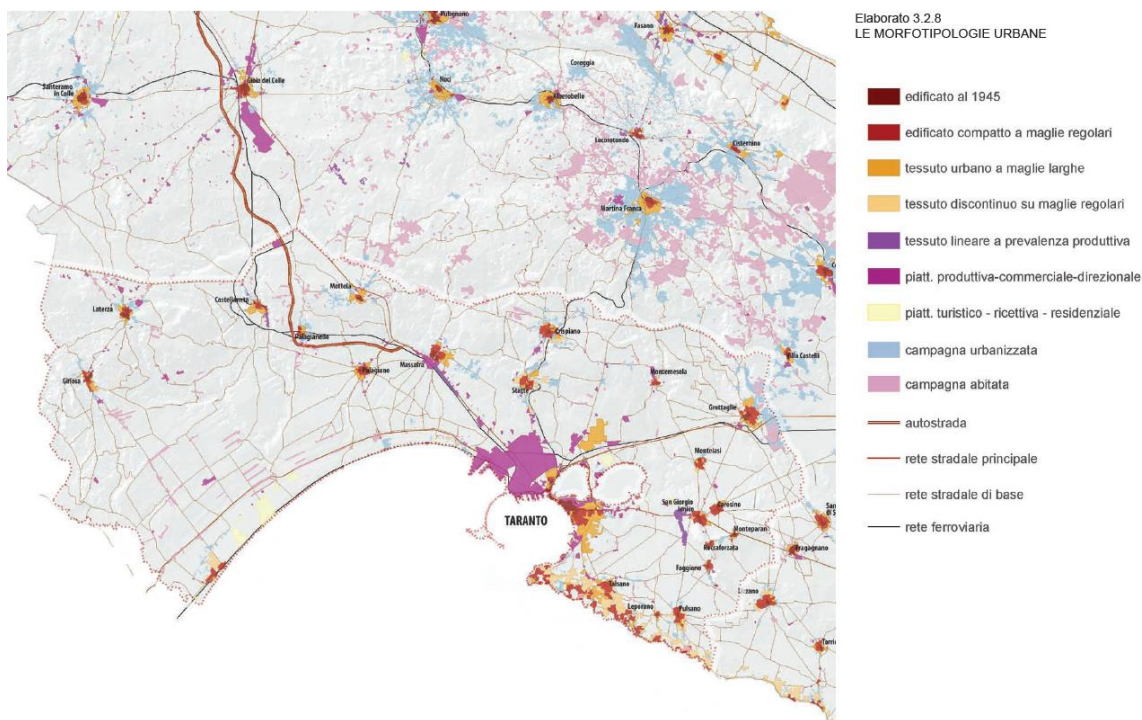 Elaborato 3.2.8
LE MORFOTIPOLOGIE URBANE
edificato al 1945
edificato compatto a maglie regolari
tessuto urbano a maglie larghe
tessuto discontinuo su maglie regolari
tessuto lineare a prevalenza produttiva
piatt. produttiva-commerciale-direzionale
piatt. turistico - ricettiva - residenziale
campagna urbanizzata
campagna abitata
autostrada
rete stradale principale
rete stradale di base
rete ferroviaria
Putignano
Fasano
Santeramo
in Colle
Gioia del Colle
Noci
Coreggia
Alberobello
Locorotondo
Cisternino
Martina Franca
Laterza
Castellaneta
Mottola
Palagianello
Crispiano
Villa Castelli
Ginosa
Palagiano
Massafra
Statte
Montemesola
Grottaglie
Monteiasi
TARANTO
San Giorgio
Ionico
Carosino
Monteparano
Roccaforzata
Fragagnano
Faggiano
Talsano
Leporano
Pulsano
Lizzano